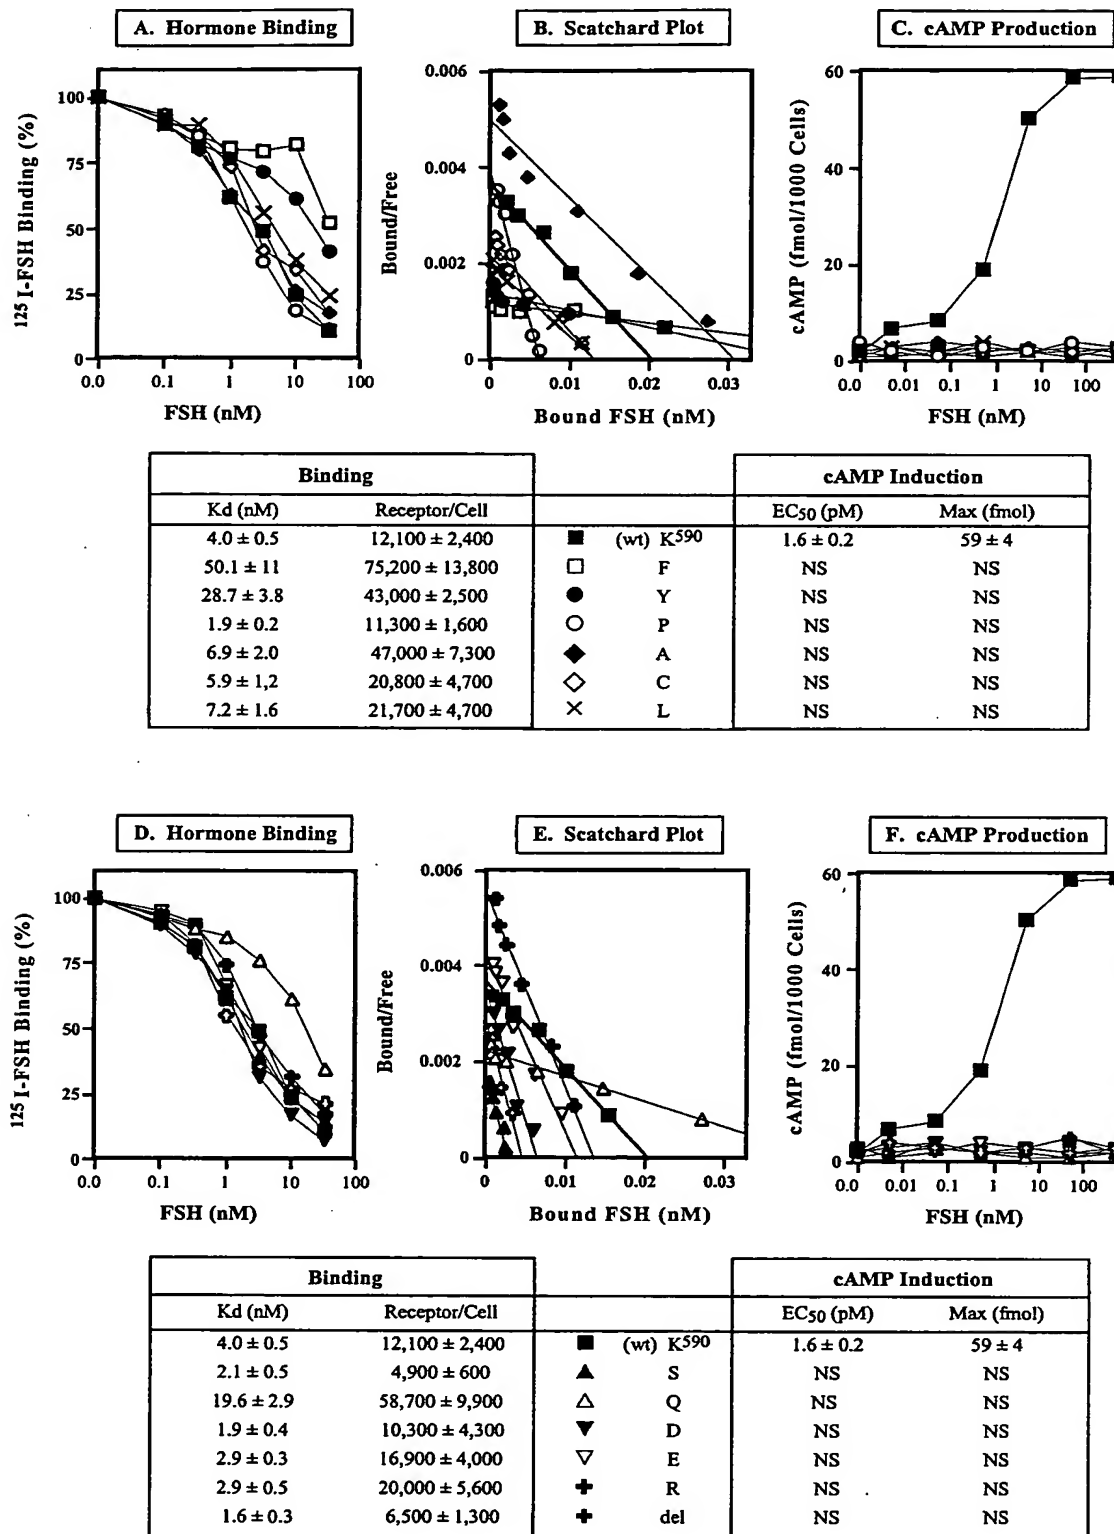 A. Hormone Binding
B. Scatchard Plot
C. cAMP Production
125I-FSH Binding (%)
100
75
50
25
0
0.0 0.1 1 10 100
FSH (nM)
Bound/Free
0.006
0.004
0.002
0
0 0.01 0.02 0.03
Bound FSH (nM)
cAMP (fmol/1000 Cells)
60
40
20
0
0.0 0.01 0.1 1 10 100
FSH (nM)
Binding cAMP Induction
Kd (nM) Receptor/Cell EC50 (pM) Max (fmol)
4.0 ± 0.5 12,100 ± 2,400 (wt) K590 1.6 ± 0.2 59 ± 4
50.1 ± 11 75,200 ± 13,800 F NS NS
28.7 ± 3.8 43,000 ± 2,500 Y NS NS
1.9 ± 0.2 11,300 ± 1,600 P NS NS
6.9 ± 2.0 47,000 ± 7,300 A NS NS
5.9 ± 1,2 20,800 ± 4,700 C NS NS
7.2 ± 1.6 21,700 ± 4,700 L NS NS
D. Hormone Binding
E. Scatchard Plot
F. cAMP Production
125I-FSH Binding (%)
100
75
50
25
0
0.0 0.1 1 10 100
FSH (nM)
Bound/Free
0.006
0.004
0.002
0
0 0.01 0.02 0.03
Bound FSH (nM)
cAMP (fmol/1000 Cells)
60
40
20
0
0.0 0.01 0.1 1 10 100
FSH (nM)
Binding cAMP Induction
Kd (nM) Receptor/Cell EC50 (pM) Max (fmol)
4.0 ± 0.5 12,100 ± 2,400 (wt) K590 1.6 ± 0.2 59 ± 4
2.1 ± 0.5 4,900 ± 600 S NS NS
19.6 ± 2.9 58,700 ± 9,900 Q NS NS
1.9 ± 0.4 10,300 ± 4,300 D NS NS
2.9 ± 0.3 16,900 ± 4,000 E NS NS
2.9 ± 0.5 20,000 ± 5,600 R NS NS
1.6 ± 0.3 6,500 ± 1,300 del NS NS